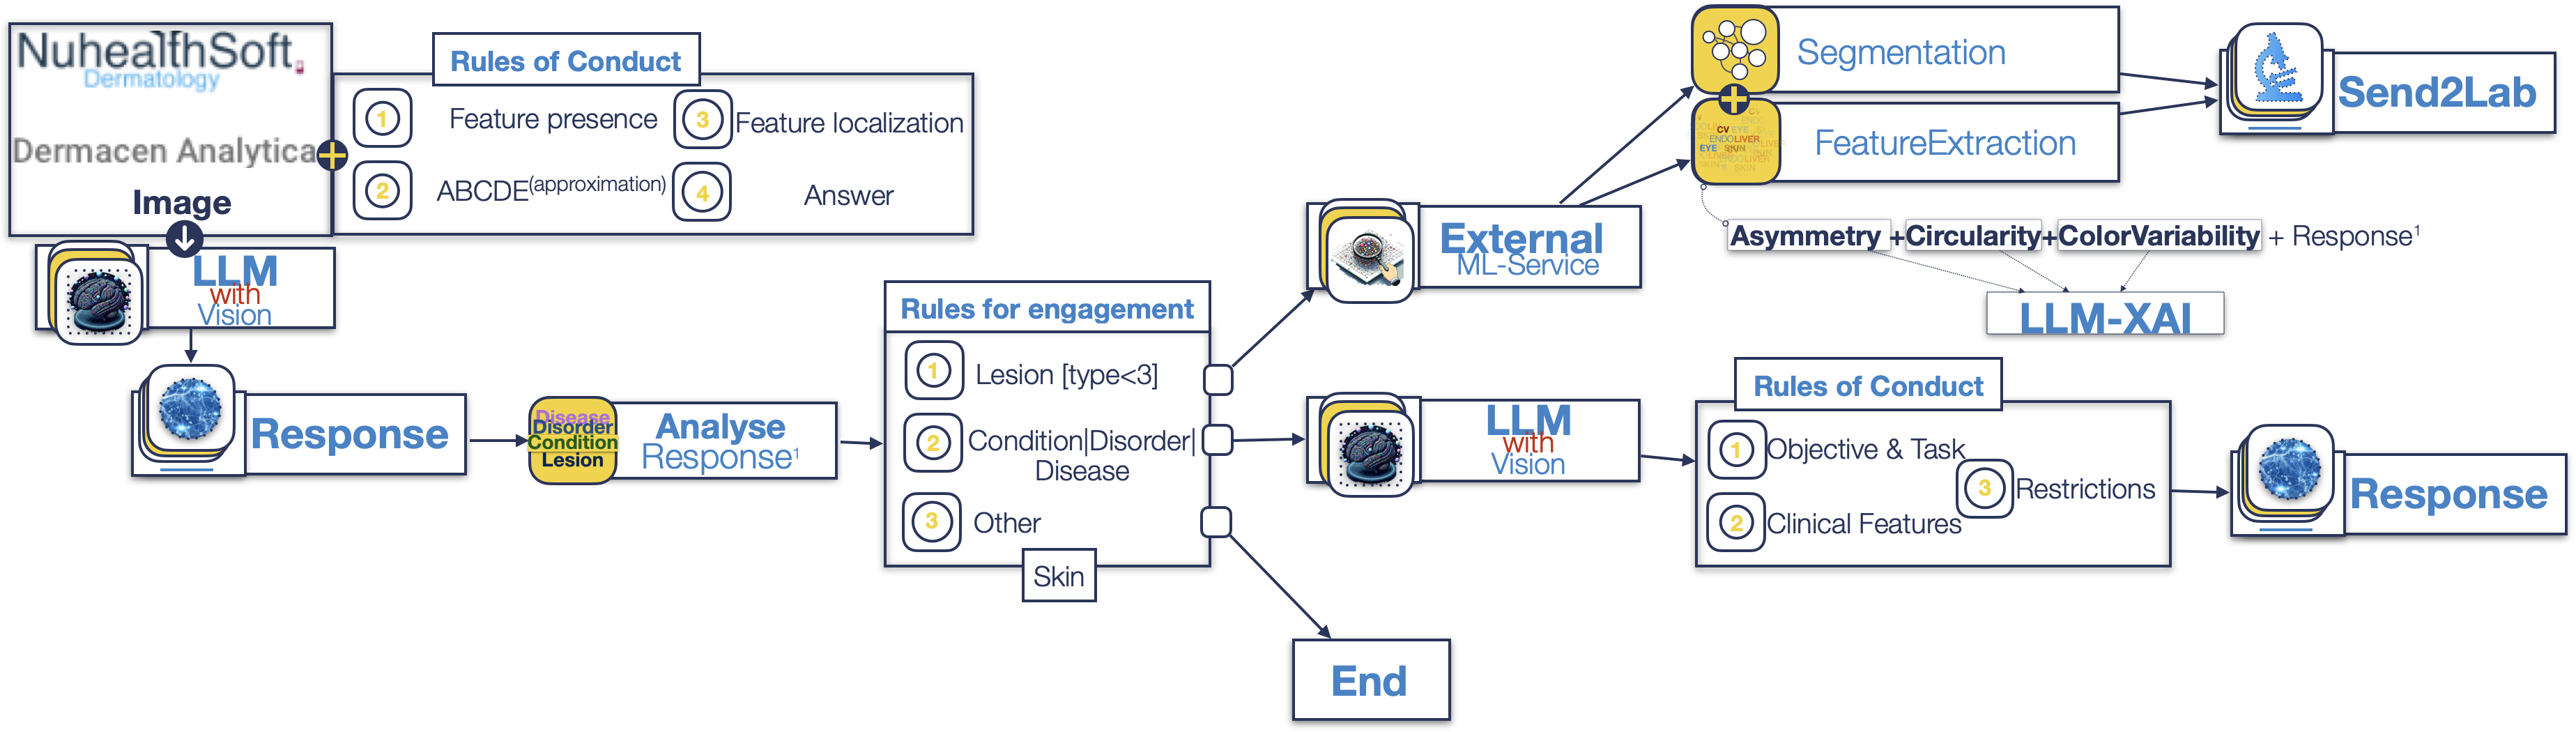 NuhealthSoft.
Dermatology
Dermacen Analytica
Image
Rules of Conduct
1 Feature presence
3 Feature localization
2 ABCDE(approximation)
4 Answer
LLM
with
Vision
Response
Disease
Disorder
Condition
Lesion
Analyse
Response¹
Rules for engagement
1 Lesion [type<3]
2 Condition|Disorder|
Disease
3 Other
Skin
End
External
ML-Service
Segmentation
FeatureExtraction
CV EYE
ENDOLIVER
EYE SKIN
Send2Lab
Asymmetry +Circularity+ColorVariability + Response¹
LLM-XAI
LLM
with
Vision
Rules of Conduct
1 Objective & Task
3 Restrictions
2 Clinical Features
Response